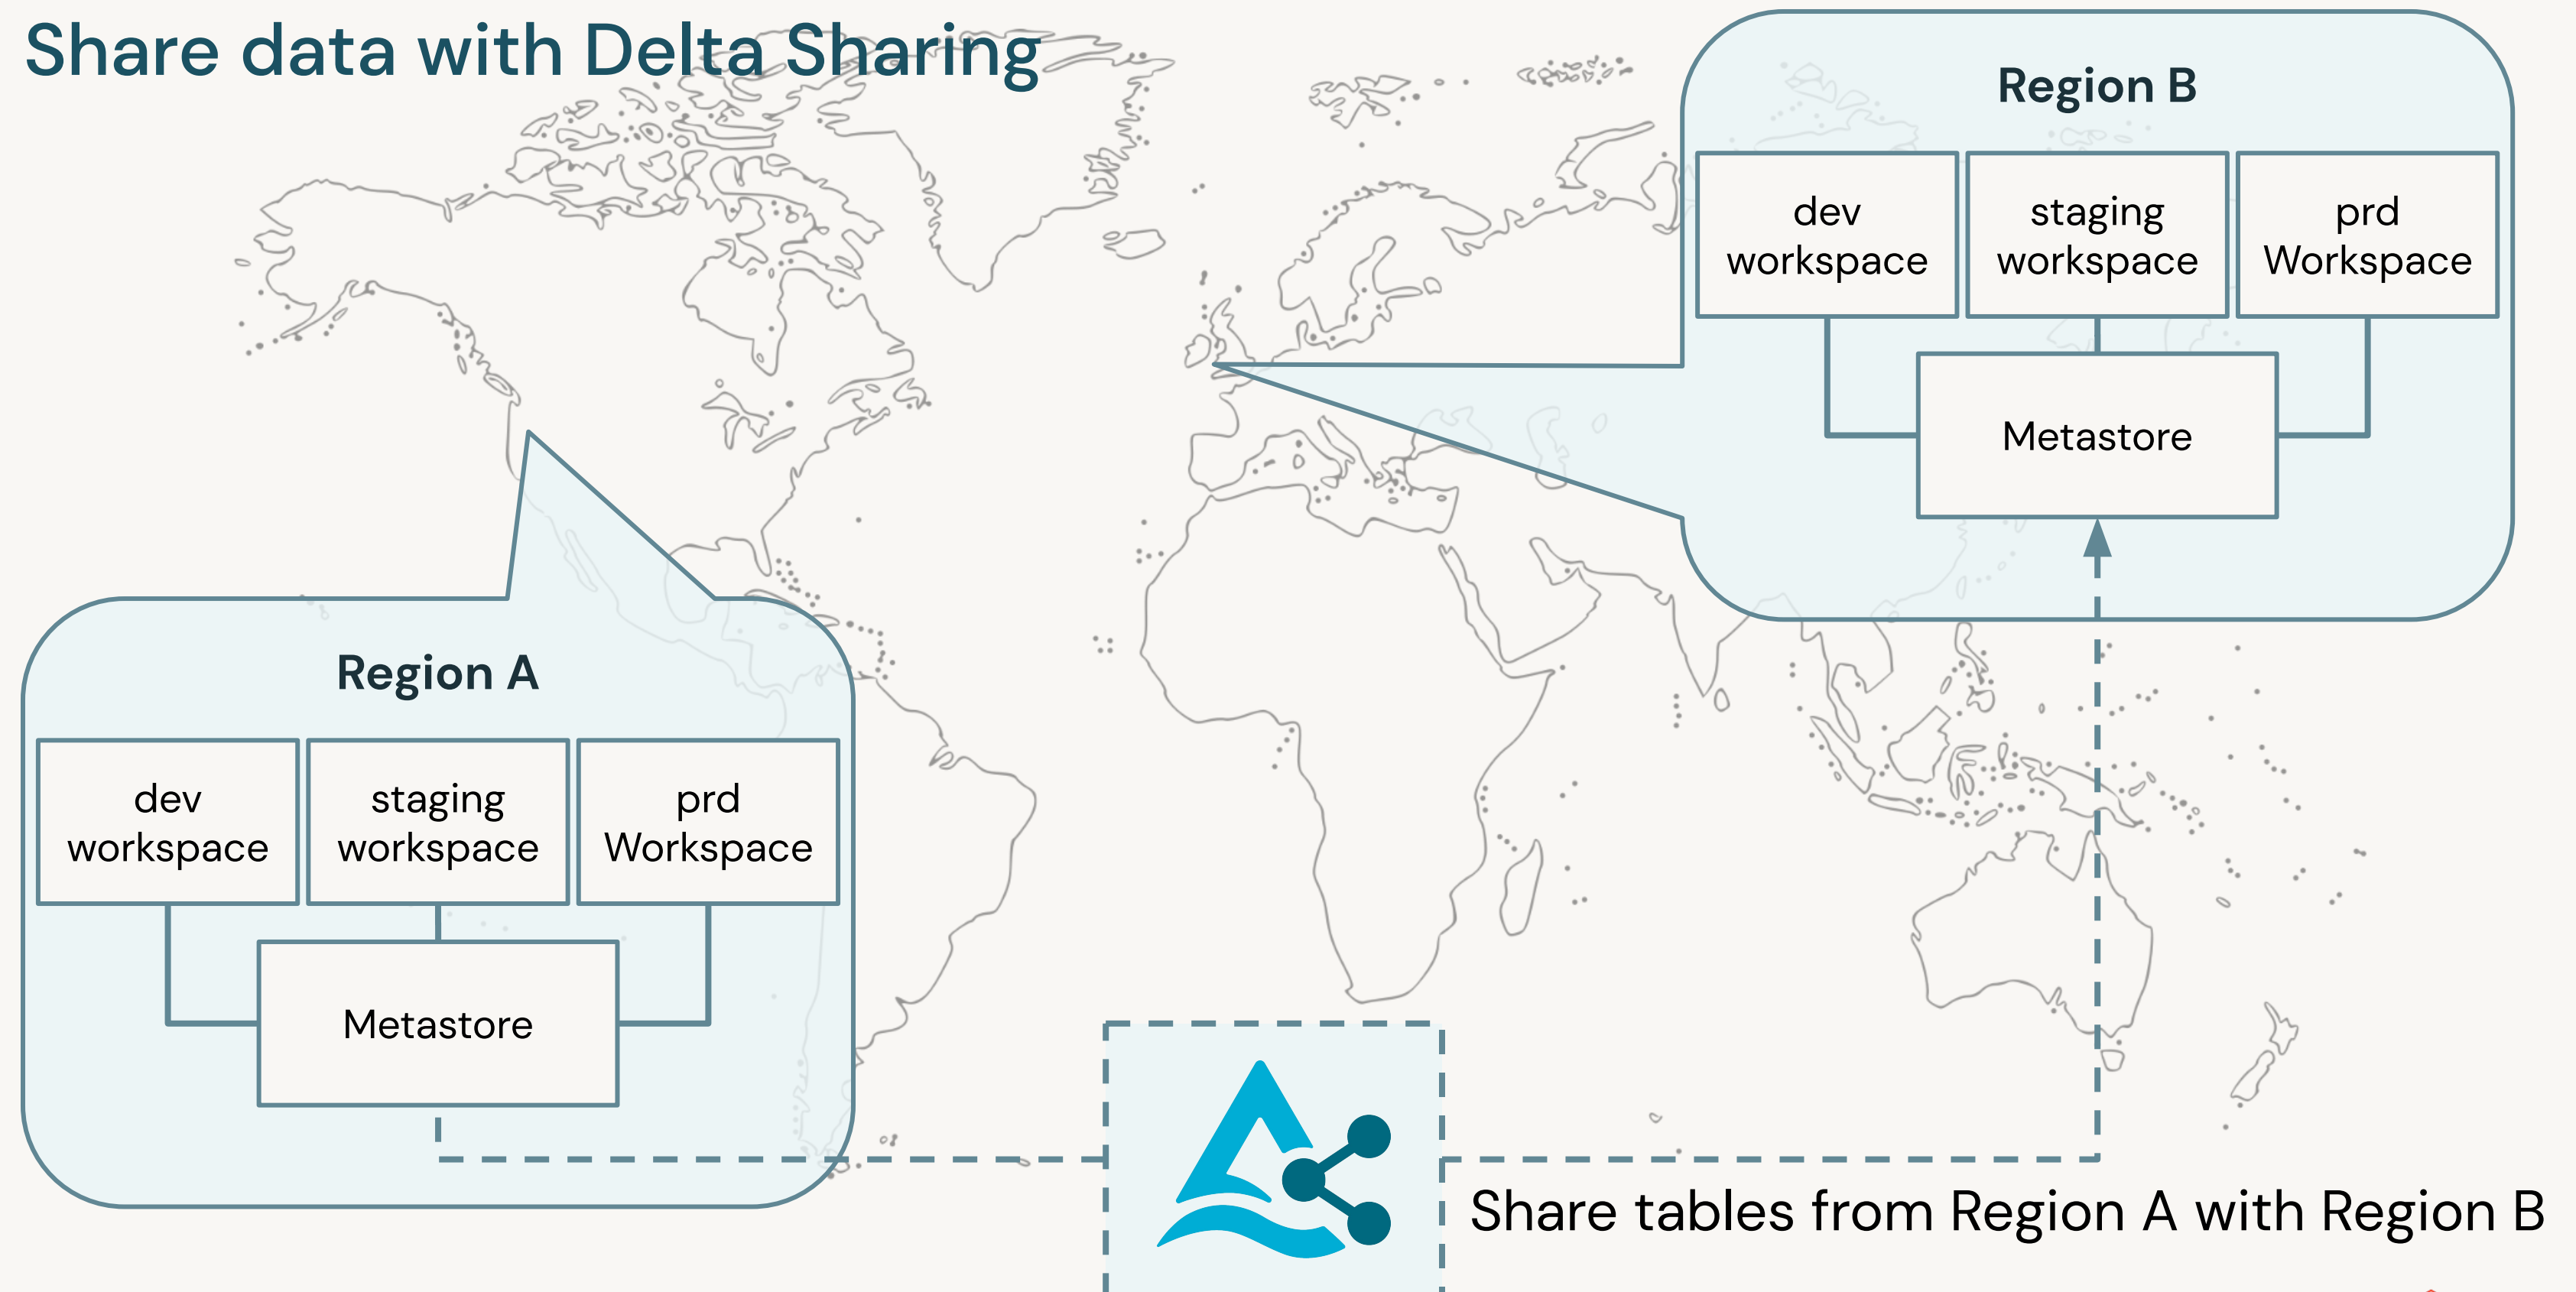 Share data with Delta Sharing
Region B
dev
workspace
staging
workspace
prd
Workspace
Metastore
Region A
dev
workspace
staging
workspace
prd
Workspace
Metastore
Share tables from Region A with Region B